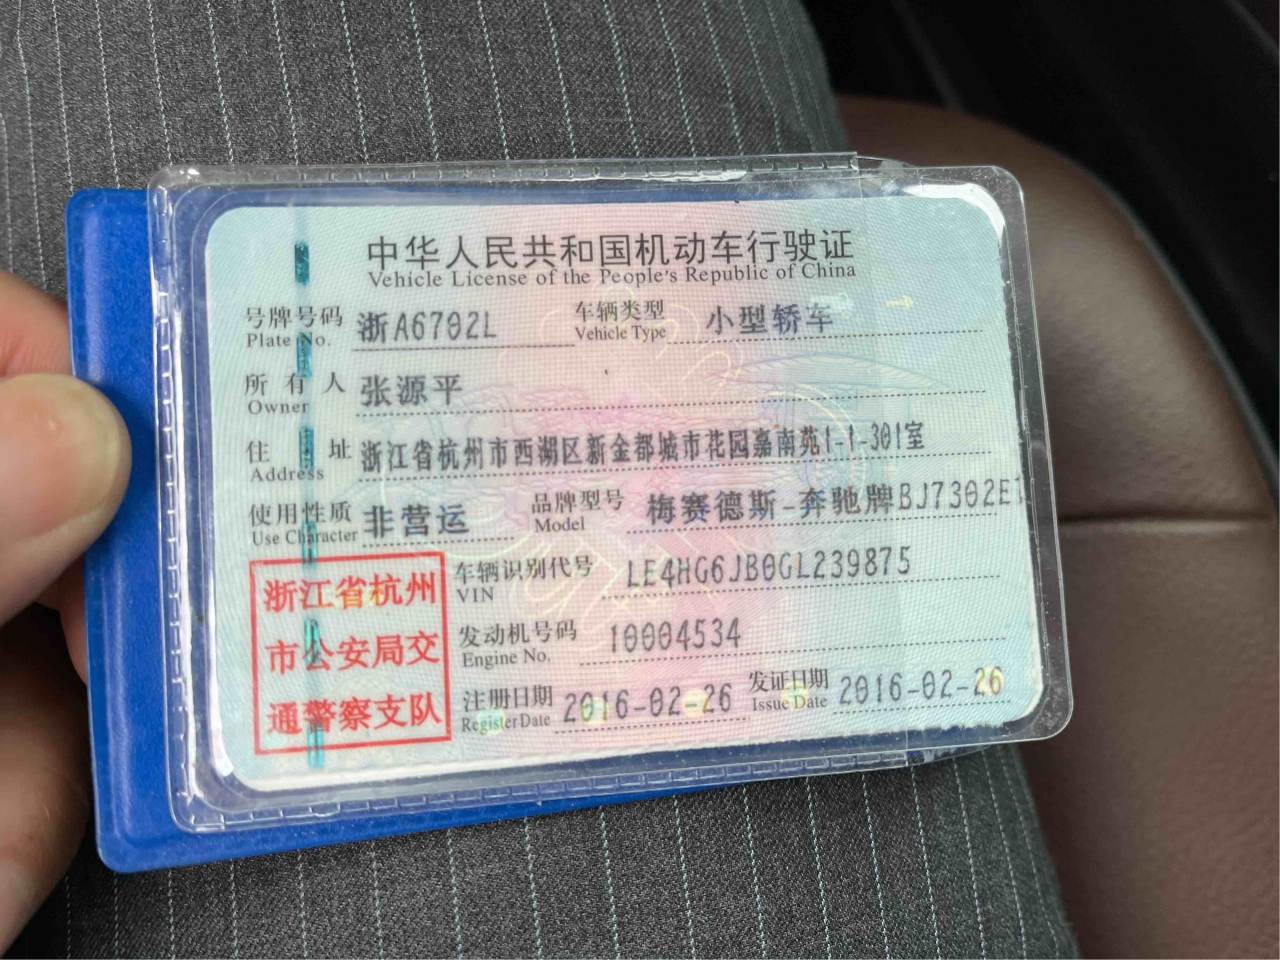 中华人民共和国机动车行驶证
Vehicle License of the People's Republic of China
号牌号码 浙A6702L 车辆类型 小型轿车
Plate No. Vehicle Type
所有人 张源平
Owner
住址 浙江省杭州市西湖区新金都城市花园嘉南苑1-1-301室
Address
使用性质 非营运 品牌型号 梅赛德斯-奔驰牌BJ7302E1
Use Character Model
浙江省杭州
市公安局交
通警察支队
车辆识别代号 LE4HG6JB0GL239875
VIN
发动机号码 10004534
Engine No.
注册日期 2016-02-26 发证日期 2016-02-26
Register Date Issue Date